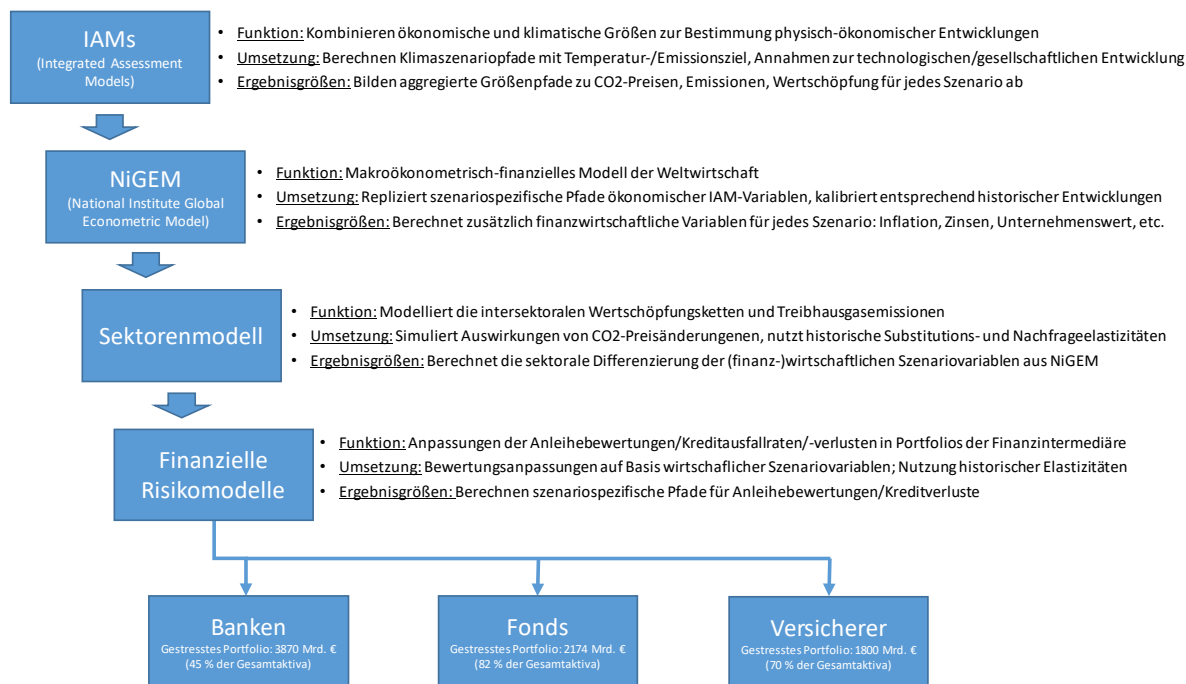 IAMs
(Integrated Assessment
Models)
• Funktion: Kombinieren ökonomische und klimatische Größen zur Bestimmung physisch-ökonomischer Entwicklungen
• Umsetzung: Berechnen Klimaszenariopfade mit Temperatur-/Emissionsziel, Annahmen zur technologischen/gesellschaftlichen Entwicklung
• Ergebnisgrößen: Bilden aggregierte Größenpfade zu CO2-Preisen, Emissionen, Wertschöpfung für jedes Szenario ab
NiGEM
(National Institute Global
Econometric Model)
• Funktion: Makroökonometrisch-finanzielles Modell der Weltwirtschaft
• Umsetzung: Repliziert szenariospezifische Pfade ökonomischer IAM-Variablen, kalibriert entsprechend historischer Entwicklungen
• Ergebnisgrößen: Berechnet zusätzlich finanzwirtschaftliche Variablen für jedes Szenario: Inflation, Zinsen, Unternehmenswert, etc.
Sektorenmodell
• Funktion: Modelliert die intersektoralen Wertschöpfungsketten und Treibhausgasemissionen
• Umsetzung: Simuliert Auswirkungen von CO2-Preisänderungenen, nutzt historische Substitutions- und Nachfrageelastizitäten
• Ergebnisgrößen: Berechnet die sektorale Differenzierung der (finanz-)wirtschaftlichen Szenariovariablen aus NiGEM
Finanzielle
Risikomodelle
• Funktion: Anpassungen der Anleihebewertungen/Kreditausfallraten/-verlusten in Portfolios der Finanzintermediäre
• Umsetzung: Bewertungsanpassungen auf Basis wirtschaflicher Szenariovariablen; Nutzung historischer Elastizitäten
• Ergebnisgrößen: Berechnen szenariospezifische Pfade für Anleihebewertungen/Kreditverluste
Banken
Gestresstes Portfolio: 3870 Mrd. €
(45 % der Gesamtaktiva)
Fonds
Gestresstes Portfolio: 2174 Mrd. €
(82 % der Gesamtaktiva)
Versicherer
Gestresstes Portfolio: 1800 Mrd. €
(70 % der Gesamtaktiva)